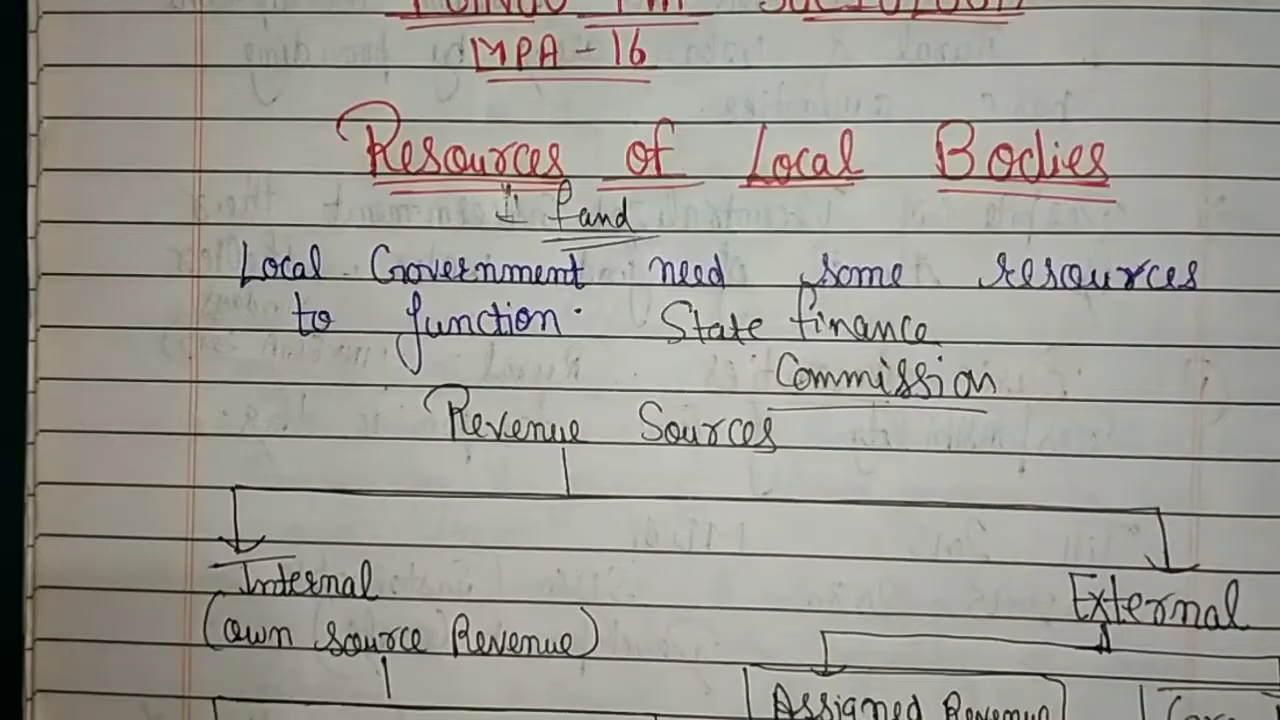 MPA - 16
Resources of Local Bodies
fand
Local Government need some resources
to function. State finance
Commission
Revenue Sources
Internal
External
(own source Revenue)
Assigned Revenue